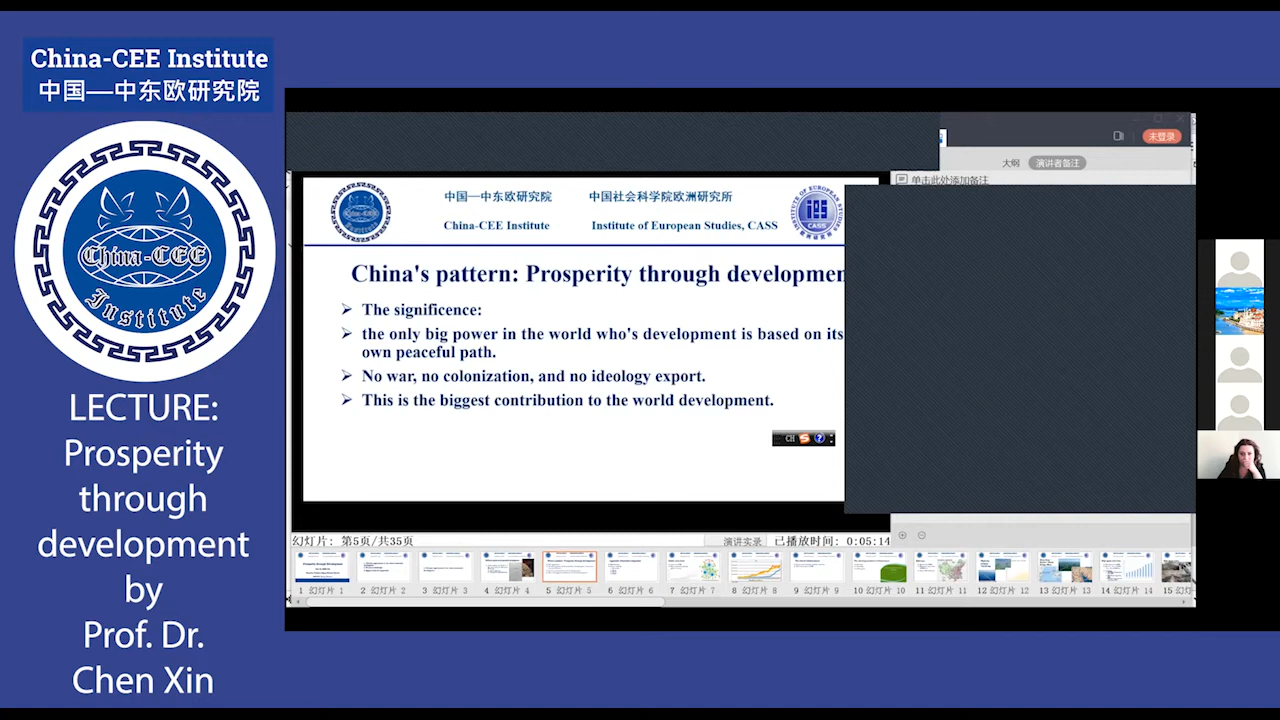 China-CEE Institute
中国—中东欧研究院
China-CEE
Institute
LECTURE:
Prosperity
through
development
by
Prof. Dr.
Chen Xin
未登录
大纲 演讲者备注
单击此处添加备注
中国—中东欧研究院 中国社会科学院欧洲研究所
China-CEE Institute Institute of European Studies, CASS
INSTITUTE OF EUROPEAN STUDIES
CASS
China's pattern: Prosperity through developmen
The significence:
the only big power in the world who's development is based on its
own peaceful path.
No war, no colonization, and no ideology export.
This is the biggest contribution to the world development.
CH
幻灯片: 第5页/共35页 演讲实录 已播放时间: 0:05:14
1 幻灯片 1 2 幻灯片 2 3 幻灯片 3 4 幻灯片 4 5 幻灯片 5 6 幻灯片 6 7 幻灯片 7 8 幻灯片 8 9 幻灯片 9 10 幻灯片 10 11 幻灯片 11 12 幻灯片 12 13 幻灯片 13 14 幻灯片 14 15 幻灯